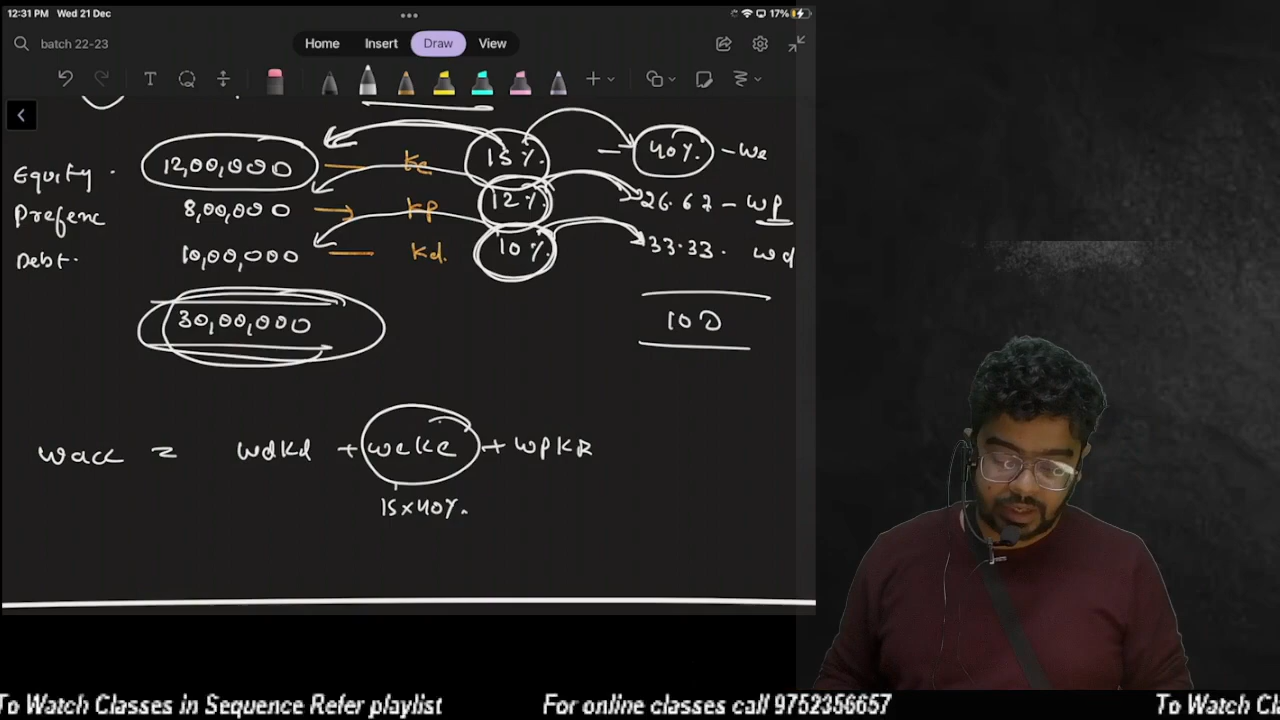 12:31 PM Wed 21 Dec
17%
batch 22-23
Home Insert Draw View
Equity. 12,00,000 Ke 15%. 40%. - We
Prefenc 8,00,000 KP 12%. 26.67 - WP
Debt. 10,00,000 Kd. 10%. 33.33. Wd
30,00,000 100
Wacc = WdKd + WeKe + WPKP
15x40%.
To Watch Classes in Sequence Refer playlist For online classes call 9752356657 To Watch Cl